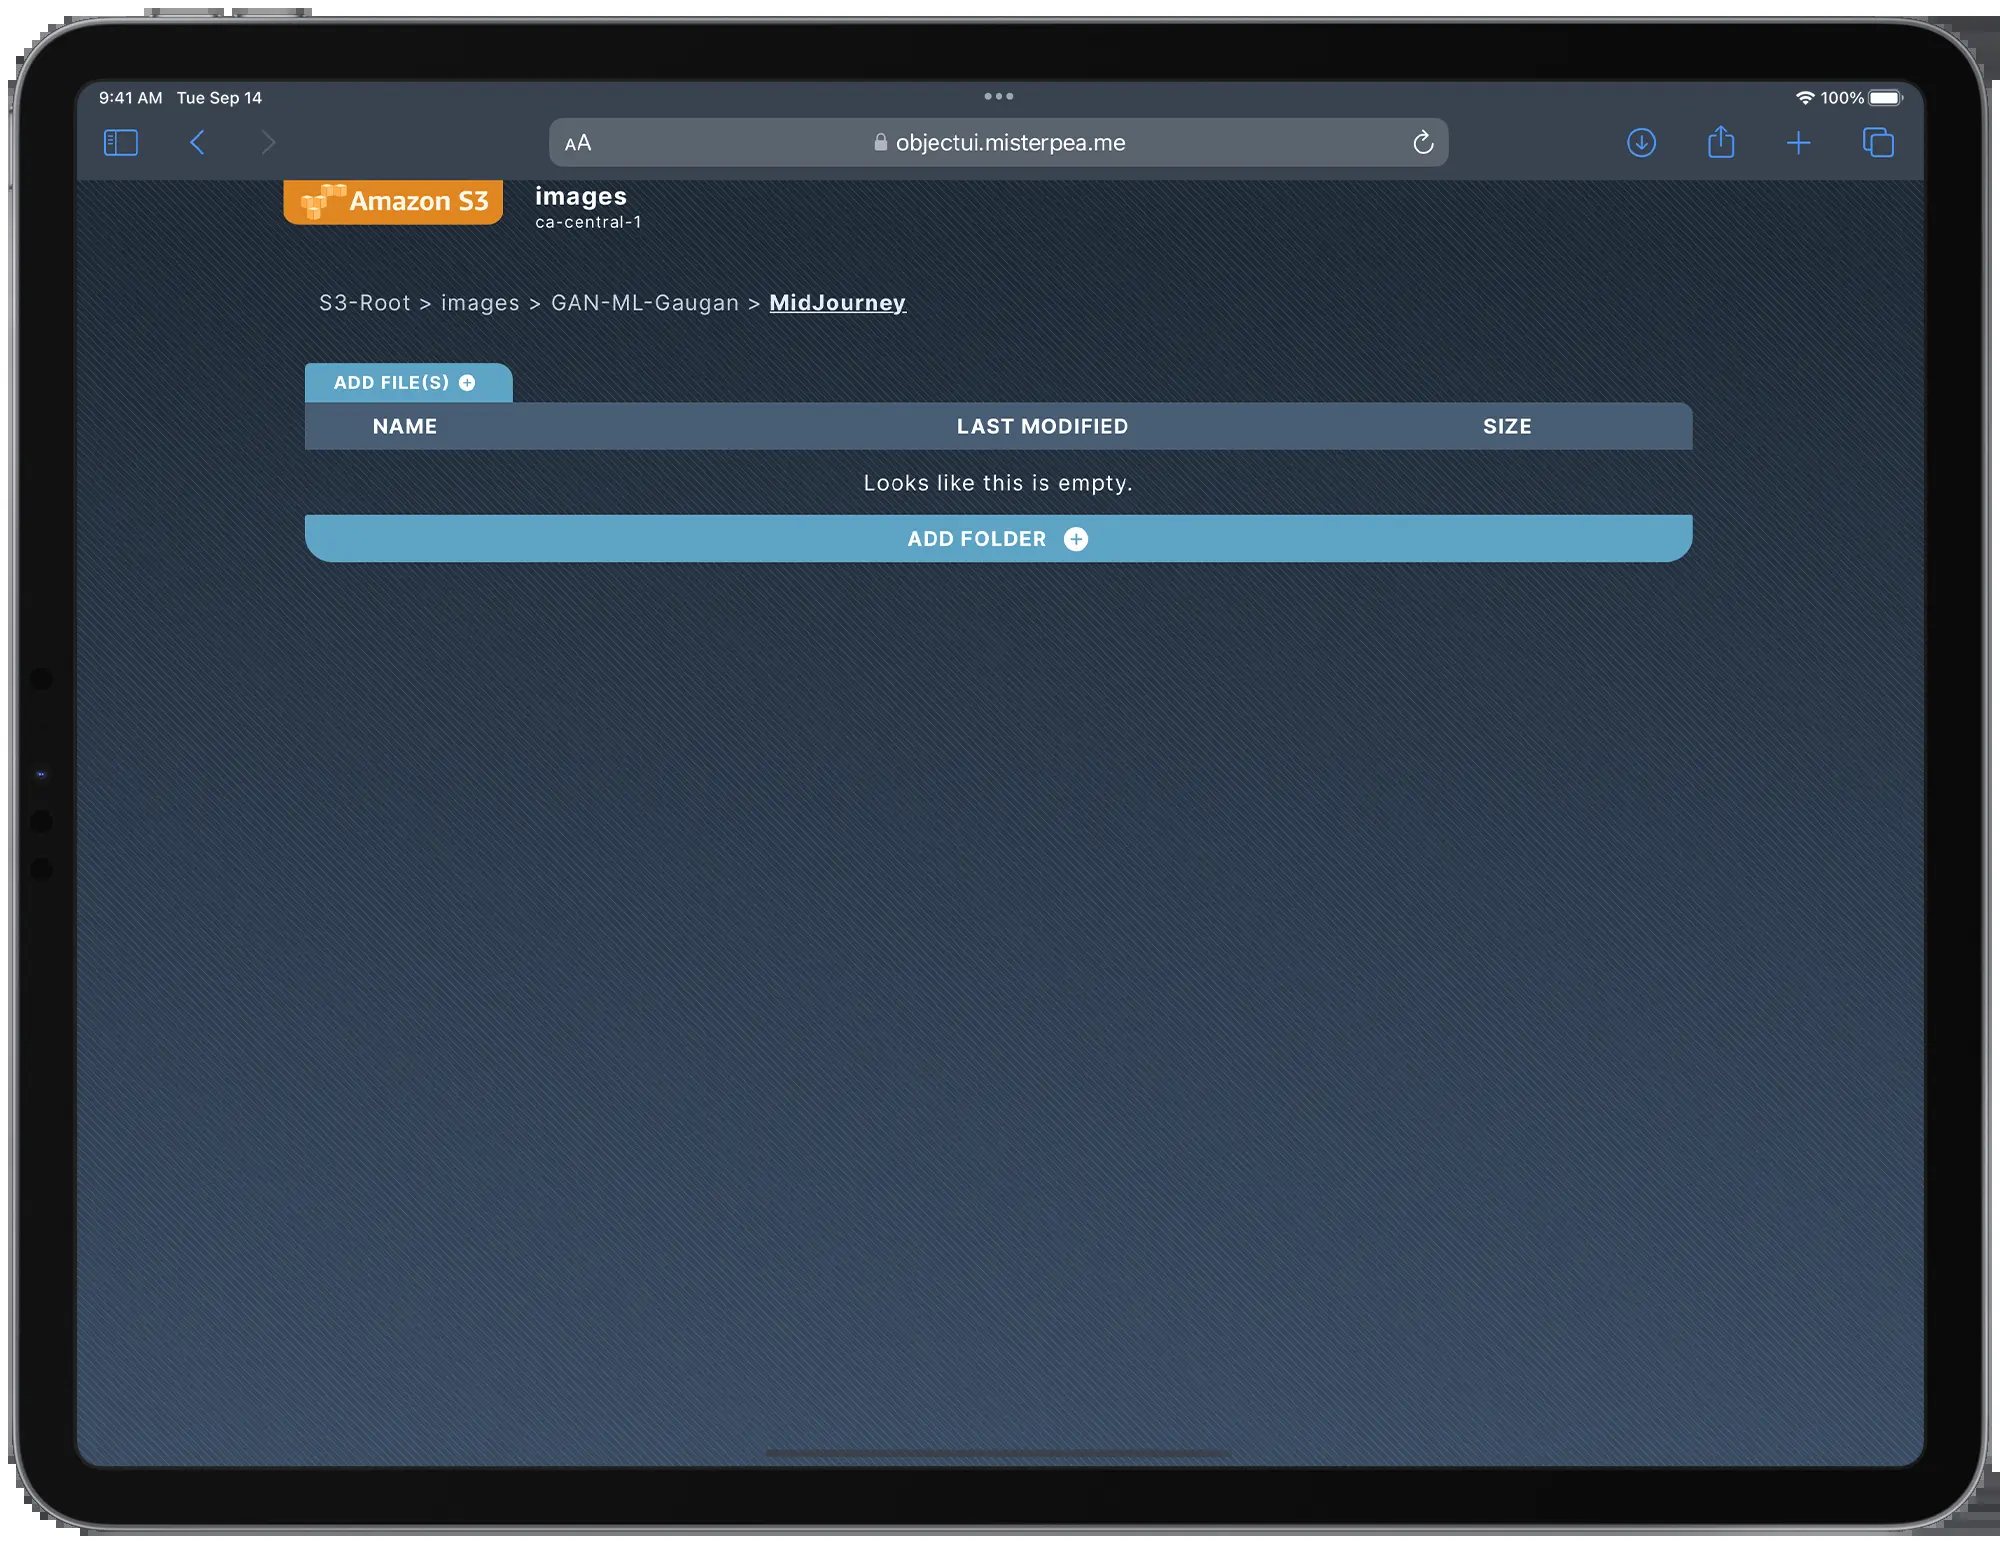 9:41 AM Tue Sep 14
100%
AA
objectui.misterpea.me
Amazon S3
images
ca-central-1
S3-Root > images > GAN-ML-Gaugan > MidJourney
ADD FILE(S)
NAME LAST MODIFIED SIZE
Looks like this is empty.
ADD FOLDER